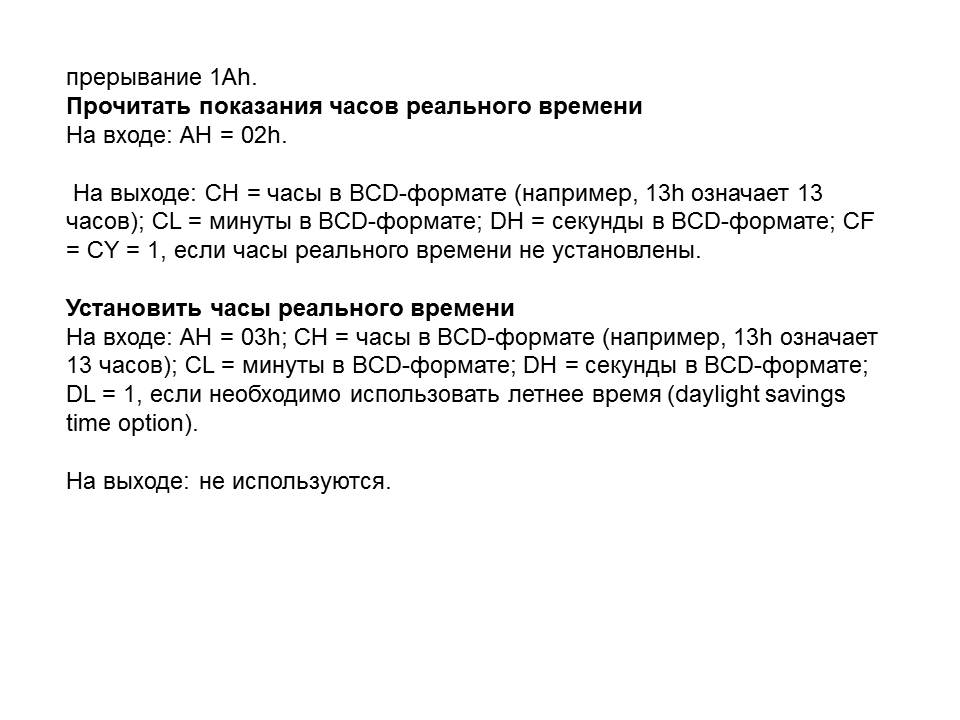 прерывание 1Ah.
Прочитать показания часов реального времени
На входе: AH = 02h.
На выходе: CH = часы в BCD-формате (например, 13h означает 13
часов); CL = минуты в BCD-формате; DH = секунды в BCD-формате; CF
= CY = 1, если часы реального времени не установлены.
Установить часы реального времени
На входе: AH = 03h; CH = часы в BCD-формате (например, 13h означает
13 часов); CL = минуты в BCD-формате; DH = секунды в BCD-формате;
DL = 1, если необходимо использовать летнее время (daylight savings
time option).
На выходе: не используются.